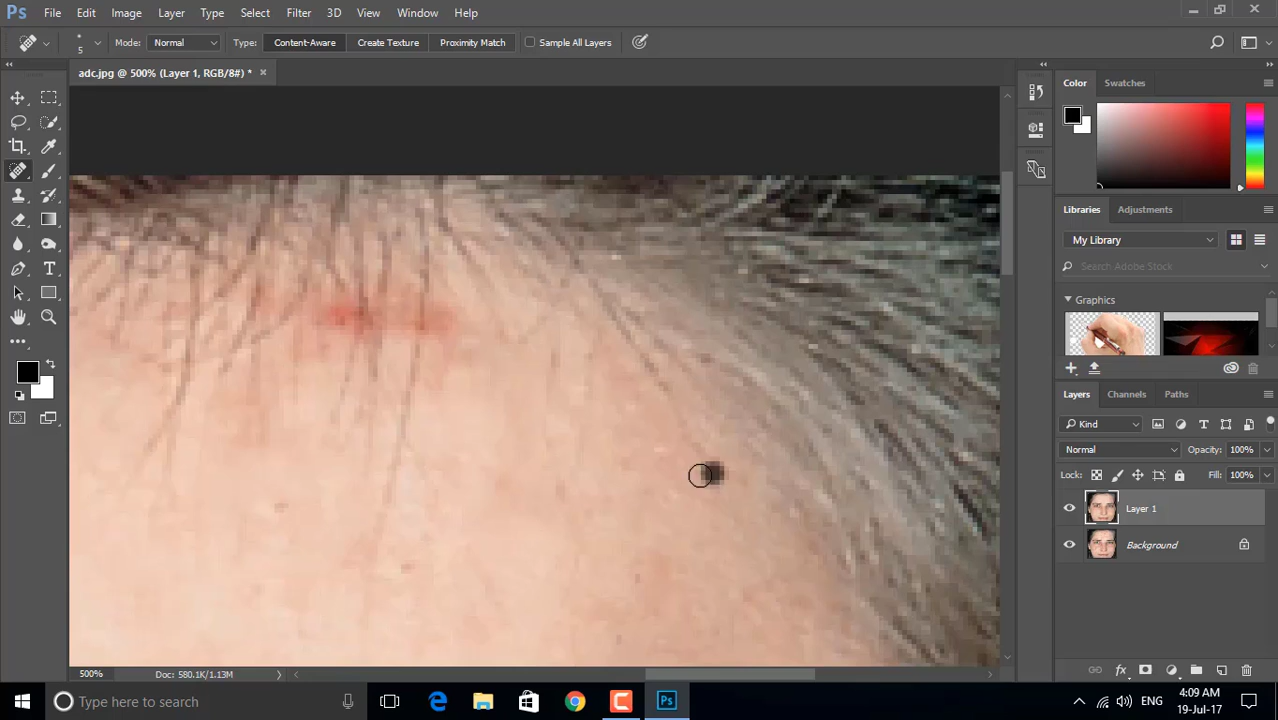 Ps File Edit Image Layer Type Select Filter 3D View Window Help
5 Mode: Normal Type: Content-Aware Create Texture Proximity Match Sample All Layers
adc.jpg @ 500% (Layer 1, RGB/8#) *
Color Swatches
Libraries Adjustments
My Library
Search Adobe Stock
Graphics
Layers Channels Paths
Kind
Normal Opacity: 100%
Lock: Fill: 100%
Layer 1
Background
500% Doc: 580.1K/1.13M
Type here to search
Ps
ENG
4:09 AM
19-Jul-17